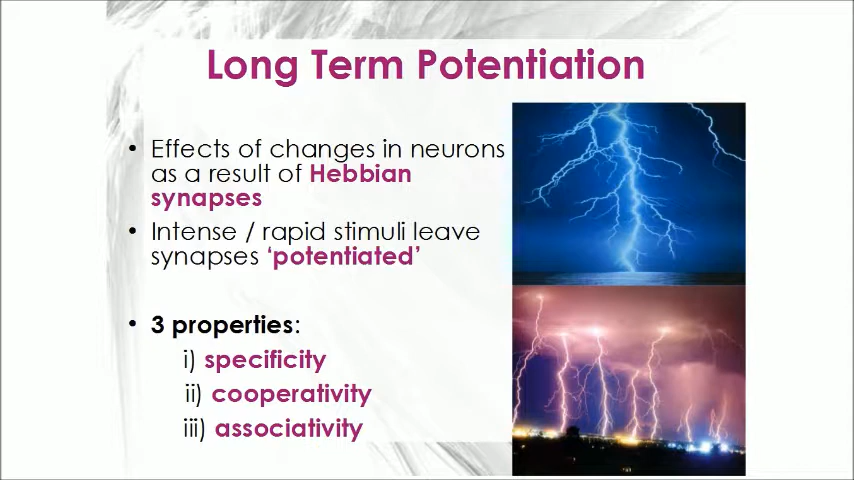 Long Term Potentiation
• Effects of changes in neurons
as a result of Hebbian
synapses
• Intense / rapid stimuli leave
synapses ‘potentiated’
• 3 properties:
i) specificity
ii) cooperativity
iii) associativity